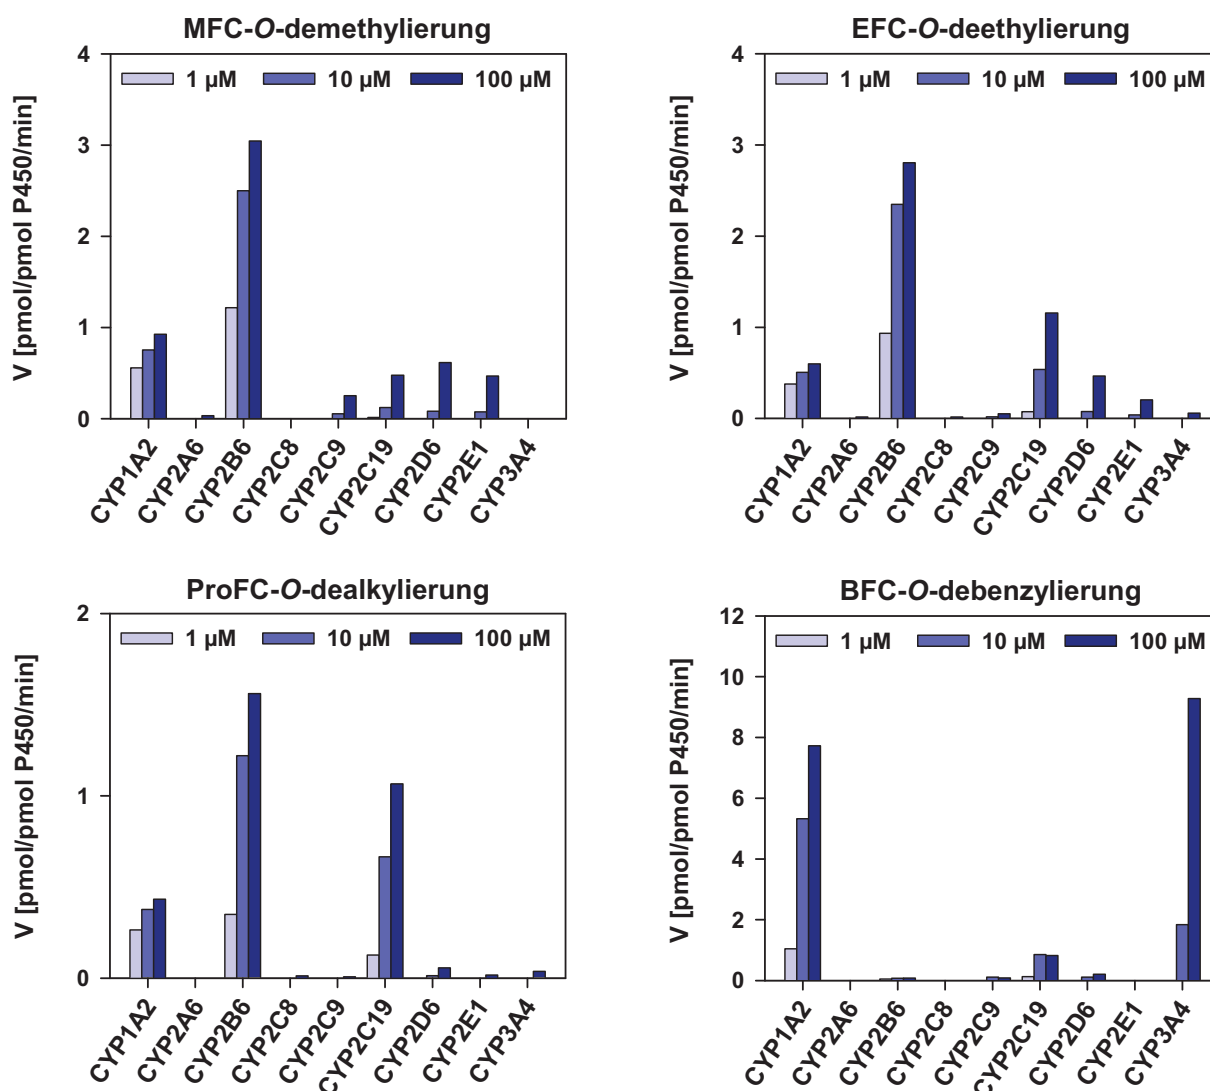 MFC-O-demethylierung
4
3
2
1
0
V [pmol/pmol P450/min]
1 µM 10 µM 100 µM
CYP1A2
CYP2A6
CYP2B6
CYP2C8
CYP2C9
CYP2C19
CYP2D6
CYP2E1
CYP3A4
EFC-O-deethylierung
4
3
2
1
0
V [pmol/pmol P450/min]
1 µM 10 µM 100 µM
CYP1A2
CYP2A6
CYP2B6
CYP2C8
CYP2C9
CYP2C19
CYP2D6
CYP2E1
CYP3A4
ProFC-O-dealkylierung
2
1
0
V [pmol/pmol P450/min]
1 µM 10 µM 100 µM
CYP1A2
CYP2A6
CYP2B6
CYP2C8
CYP2C9
CYP2C19
CYP2D6
CYP2E1
CYP3A4
BFC-O-debenzylierung
12
10
8
6
4
2
0
V [pmol/pmol P450/min]
1 µM 10 µM 100 µM
CYP1A2
CYP2A6
CYP2B6
CYP2C8
CYP2C9
CYP2C19
CYP2D6
CYP2E1
CYP3A4